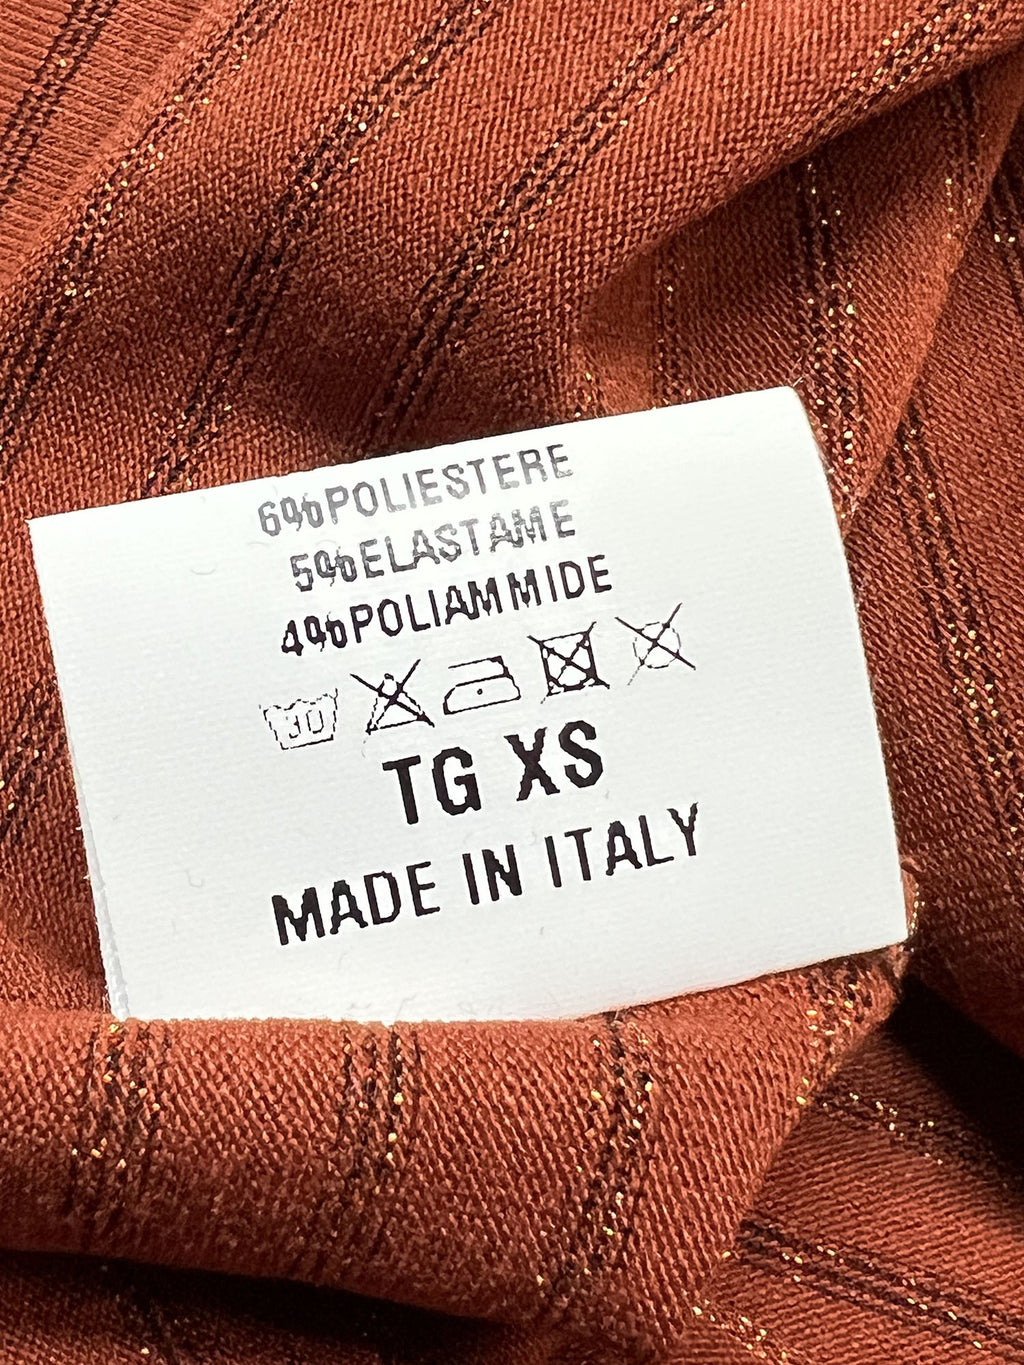 6%POLIESTERE
5%ELASTAME
4%POLIAMMIDE
30
TG XS
MADE IN ITALY